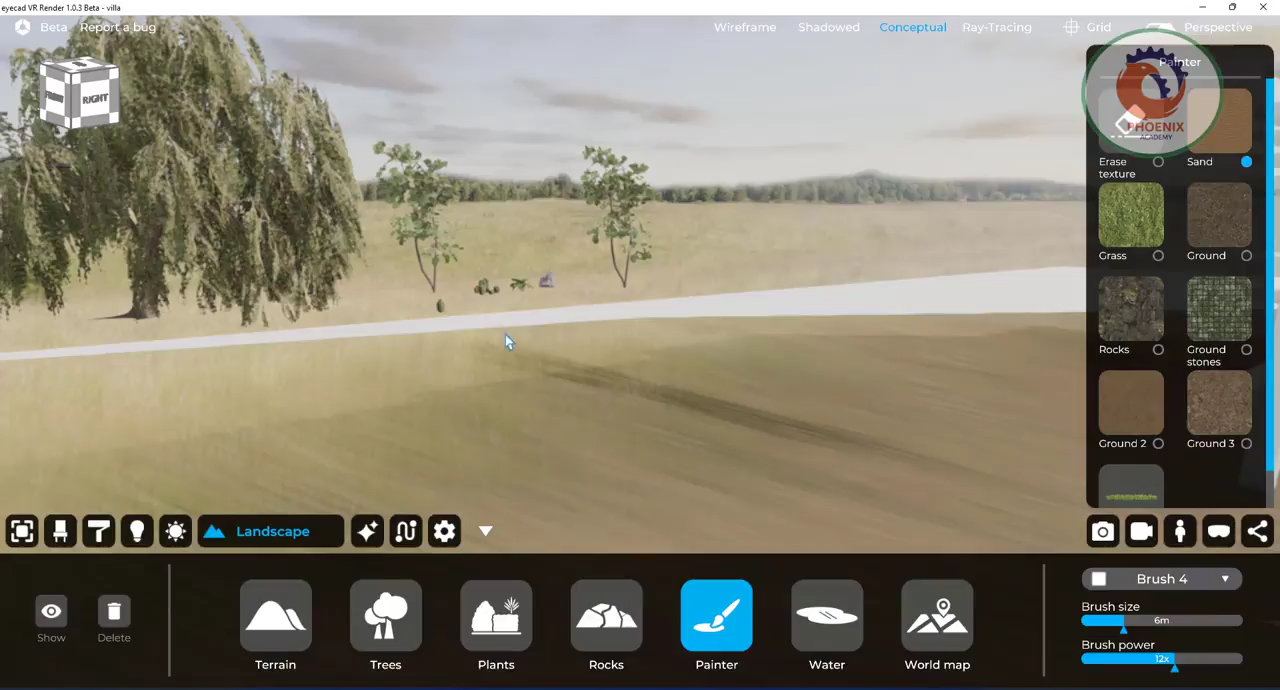 eyecad VR Render 1.0.3 Beta - villa
Beta Report a bug
Wireframe Shadowed Conceptual Ray-Tracing Grid Perspective
Painter
PHOENIX
ACADEMY
RIGHT
Erase texture
Sand
Grass
Ground
Rocks
Ground stones
Ground 2
Ground 3
Landscape
Show
Delete
Terrain
Trees
Plants
Rocks
Painter
Water
World map
Brush 4
Brush size
6m
Brush power
12x